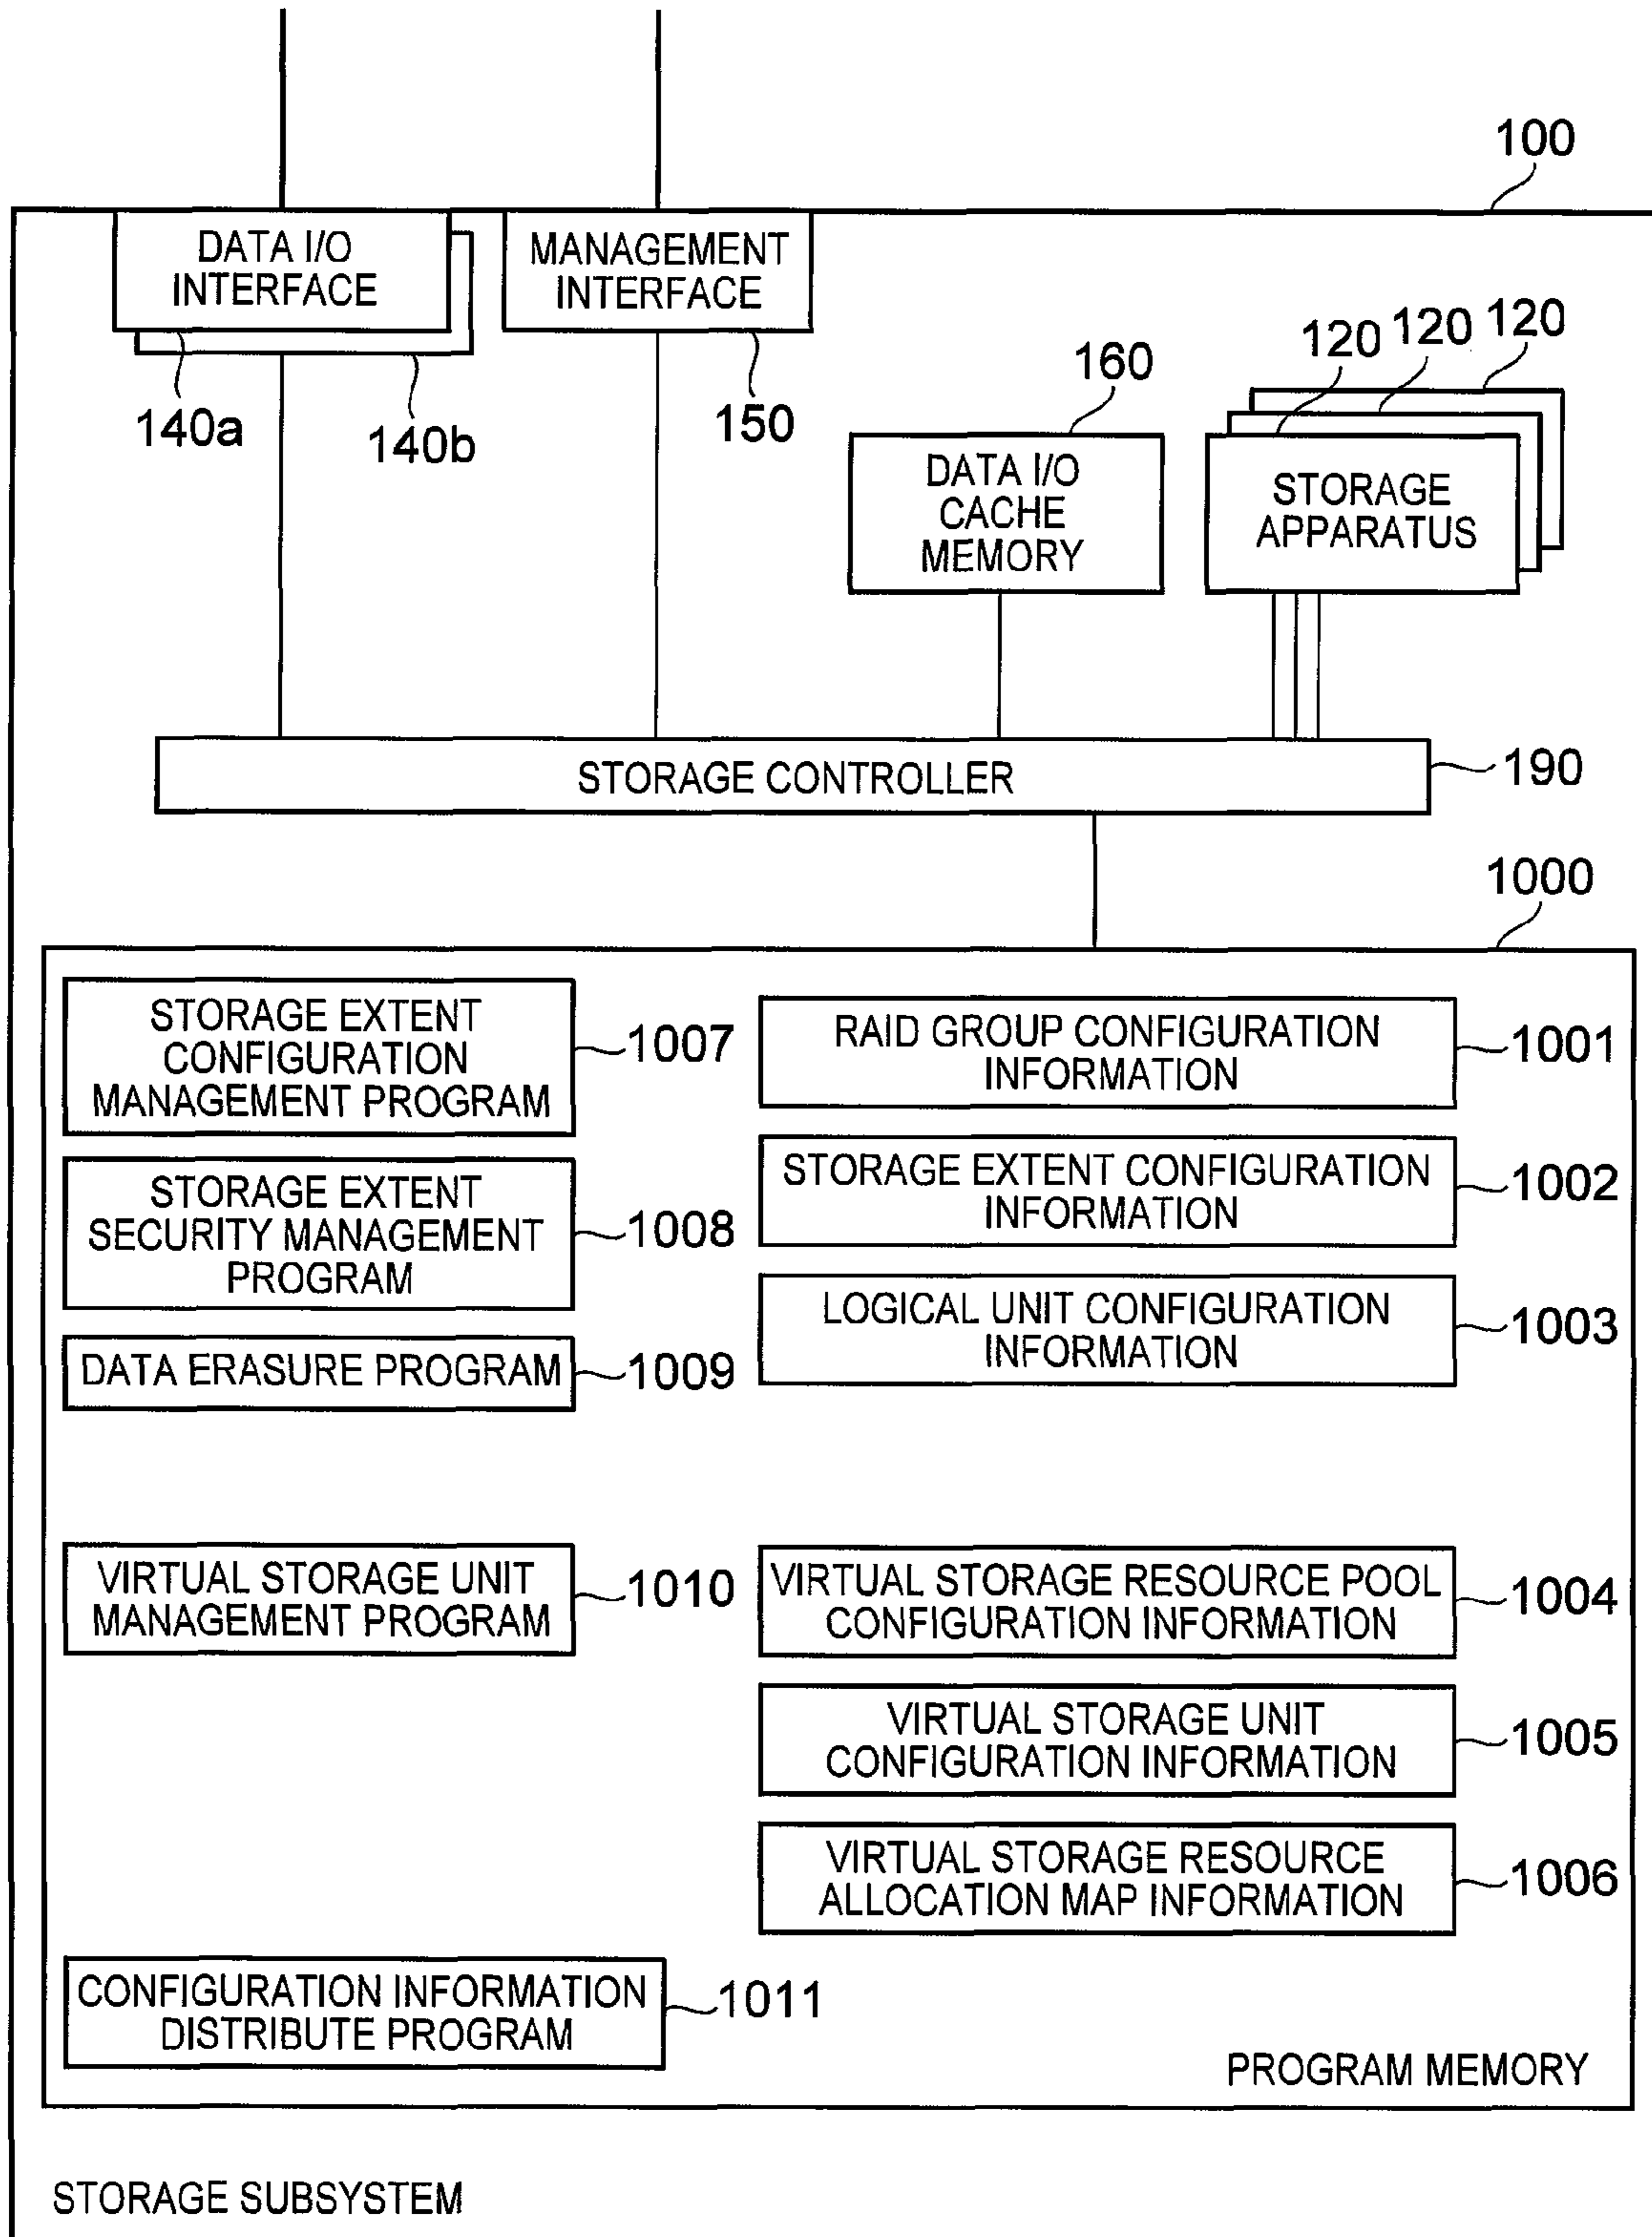 100
DATA I/O
INTERFACE
MANAGEMENT
INTERFACE
140a
140b
150
160
120
120
120
DATA I/O
CACHE
MEMORY
STORAGE
APPARATUS
STORAGE CONTROLLER
190
1000
STORAGE EXTENT
CONFIGURATION
MANAGEMENT PROGRAM
1007
RAID GROUP CONFIGURATION
INFORMATION
1001
STORAGE EXTENT
SECURITY MANAGEMENT
PROGRAM
1008
STORAGE EXTENT CONFIGURATION
INFORMATION
1002
DATA ERASURE PROGRAM
1009
LOGICAL UNIT CONFIGURATION
INFORMATION
1003
VIRTUAL STORAGE UNIT
MANAGEMENT PROGRAM
1010
VIRTUAL STORAGE RESOURCE POOL
CONFIGURATION INFORMATION
1004
VIRTUAL STORAGE UNIT
CONFIGURATION INFORMATION
1005
VIRTUAL STORAGE RESOURCE
ALLOCATION MAP INFORMATION
1006
CONFIGURATION INFORMATION
DISTRIBUTE PROGRAM
1011
PROGRAM MEMORY
STORAGE SUBSYSTEM